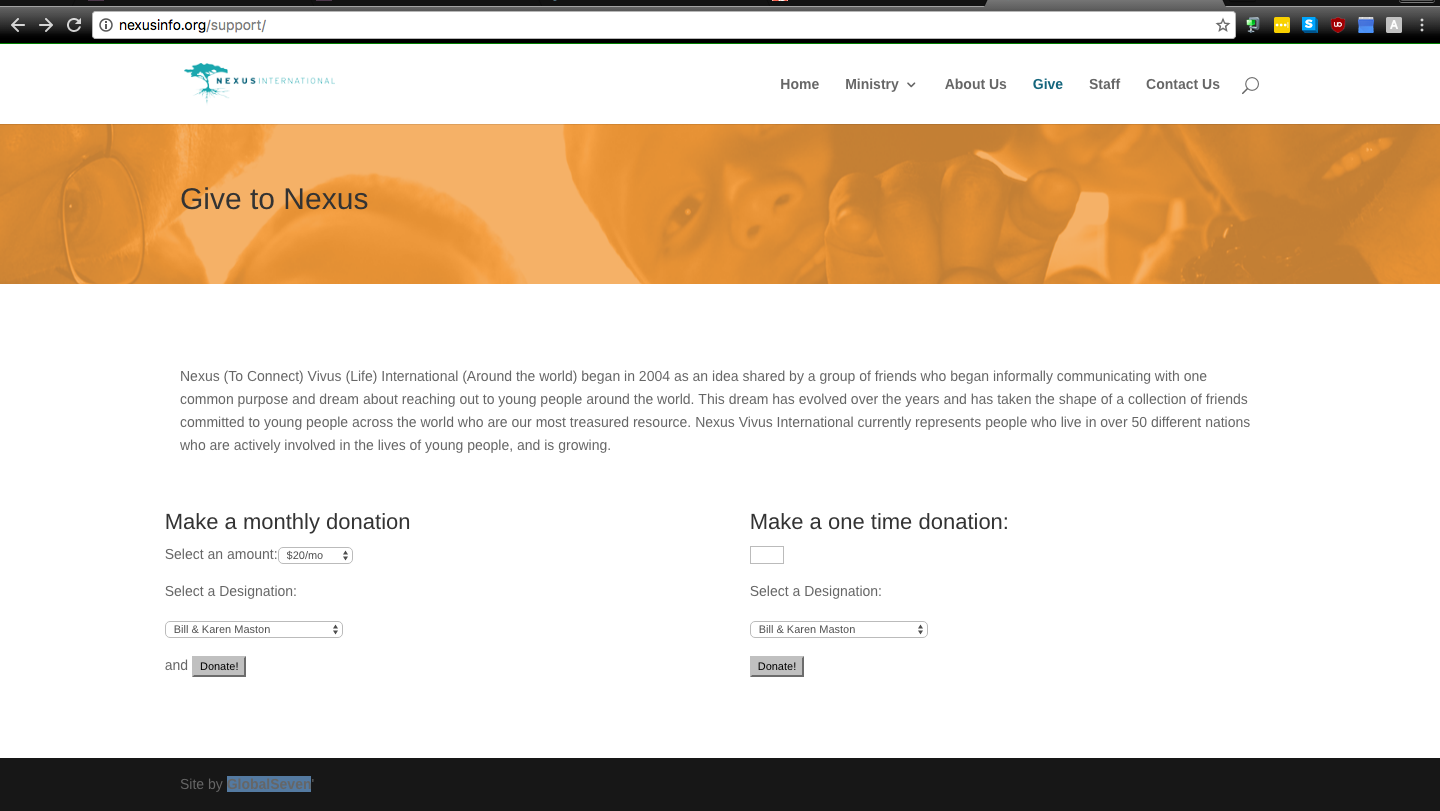 nexusinfo.org/support/
NEXUS INTERNATIONAL
Home Ministry About Us Give Staff Contact Us
Give to Nexus
Nexus (To Connect) Vivus (Life) International (Around the world) began in 2004 as an idea shared by a group of friends who began informally communicating with one
common purpose and dream about reaching out to young people around the world. This dream has evolved over the years and has taken the shape of a collection of friends
committed to young people across the world who are our most treasured resource. Nexus Vivus International currently represents people who live in over 50 different nations
who are actively involved in the lives of young people, and is growing.
Make a monthly donation
Select an amount: $20/mo
Select a Designation:
Bill & Karen Maston
and Donate!
Make a one time donation:
Select a Designation:
Bill & Karen Maston
Donate!
Site by GlobalSeven